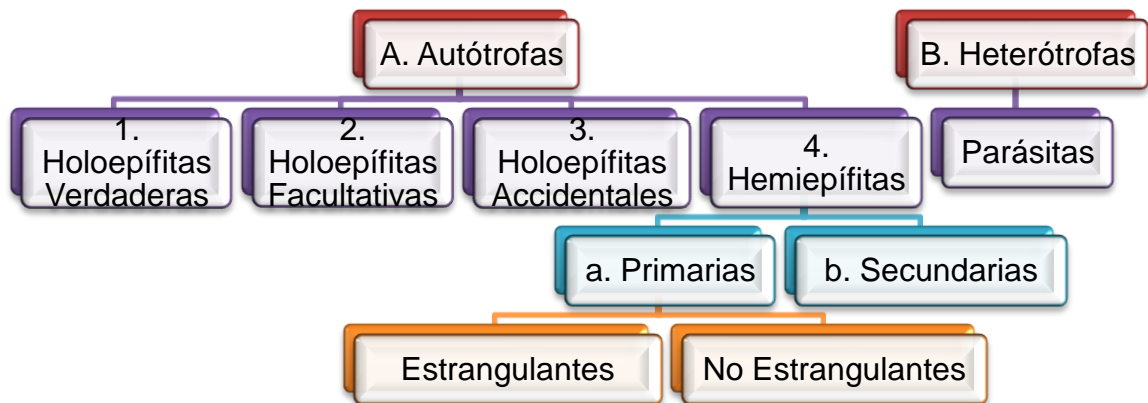 A. Autótrofas
B. Heterótrofas
1.
Holoepífitas
Verdaderas
2.
Holoepífitas
Facultativas
3.
Holoepífitas
Accidentales
4.
Hemiepífitas
Parásitas
a. Primarias
b. Secundarias
Estrangulantes
No Estrangulantes